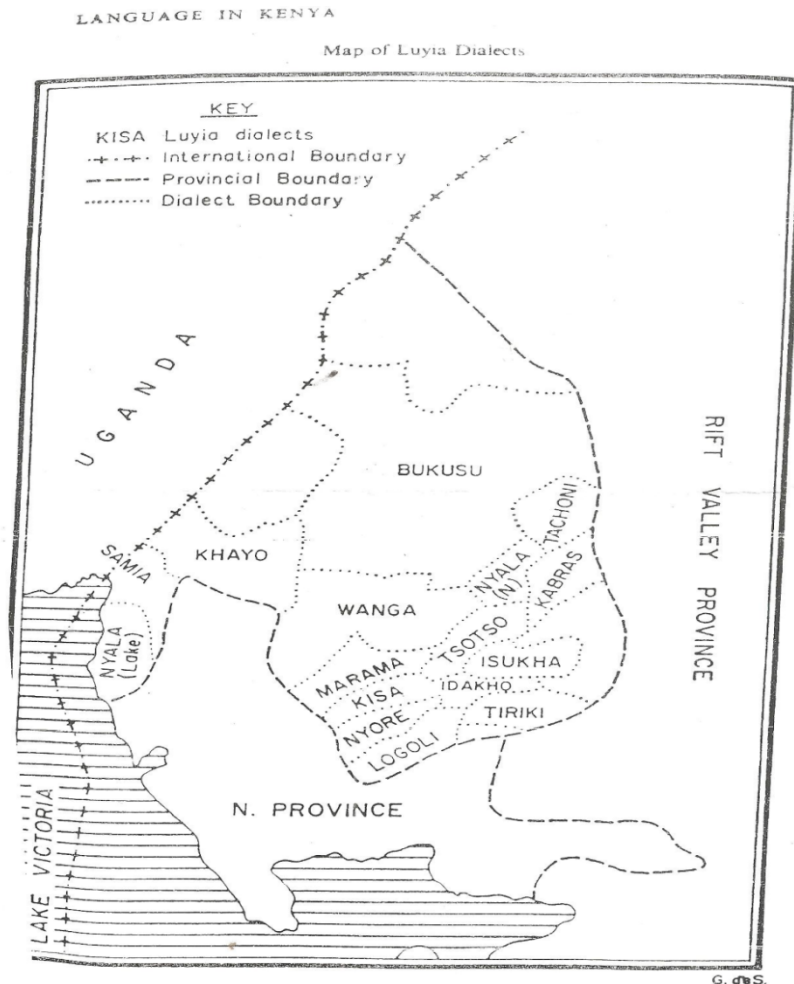 LANGUAGE IN KENYA
Map of Luyia Dialects
KEY
KISA Luyia dialects
International Boundary
Provincial Boundary
Dialect Boundary
UGANDA
RIFT VALLEY PROVINCE
BUKUSU
TACHONI
SAMIA
KHAYO
NYALA
(N)
KABRAS
WANGA
TSOTSO
NYALA
(Lake)
ISUKHA
MARAMA
IDAKHO
KISA
TIRIKI
NYORE
LOGOLI
N. PROVINCE
LAKE VICTORIA